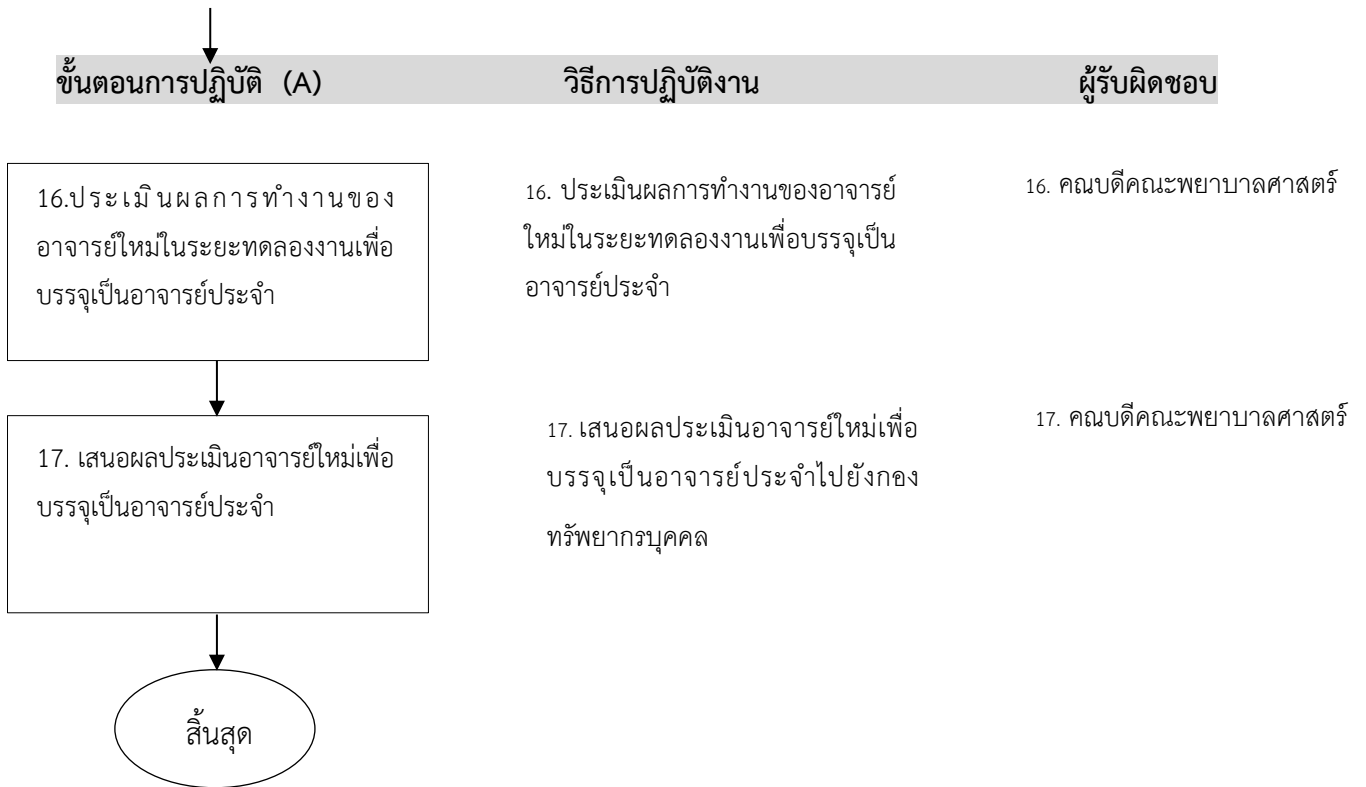 ขั้นตอนการปฏิบัติ (A) วิธีการปฏิบัติงาน ผู้รับผิดชอบ
16.ประเมินผลการทำงานของ
อาจารย์ใหม่ในระยะทดลองงานเพื่อ
บรรจุเป็นอาจารย์ประจำ
16. ประเมินผลการทำงานของอาจารย์
ใหม่ในระยะทดลองงานเพื่อบรรจุเป็น
อาจารย์ประจำ
16. คณบดีคณะพยาบาลศาสตร์
17. เสนอผลประเมินอาจารย์ใหม่เพื่อ
บรรจุเป็นอาจารย์ประจำ
17. เสนอผลประเมินอาจารย์ใหม่เพื่อ
บรรจุเป็นอาจารย์ประจำไปยังกอง
ทรัพยากรบุคคล
17. คณบดีคณะพยาบาลศาสตร์
สิ้นสุด